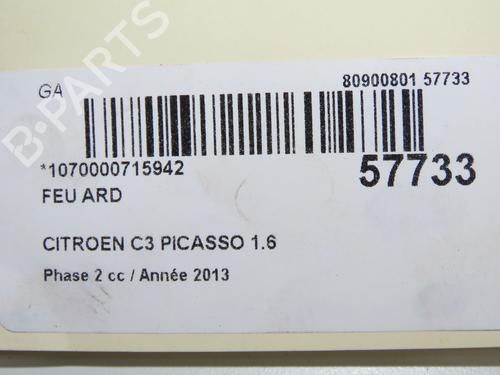 GA
80900801 57733
*1070000715942
57733
FEU ARD
CITROEN C3 PICASSO 1.6
Phase 2 cc / Année 2013
B-PARTS